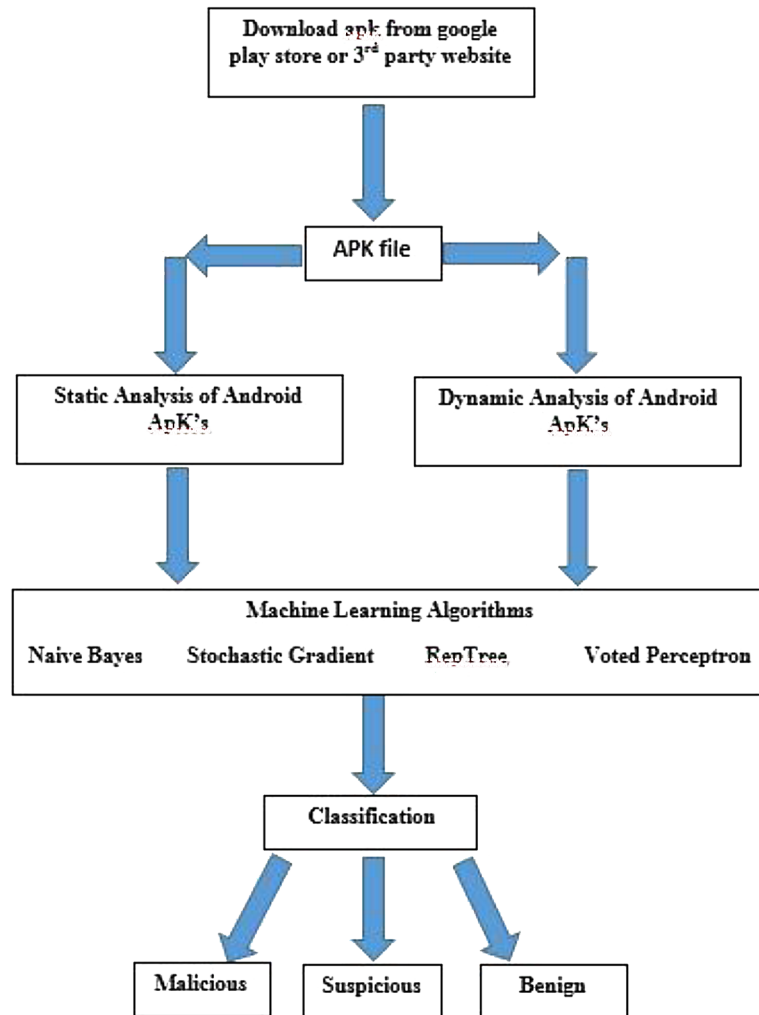 Download apk from google
play store or 3rd party website
APK file
Static Analysis of Android
ApK's
Dynamic Analysis of Android
ApK's
Machine Learning Algorithms
Naive Bayes Stochastic Gradient RepTree Voted Perceptron
Classification
Malicious Suspicious Benign